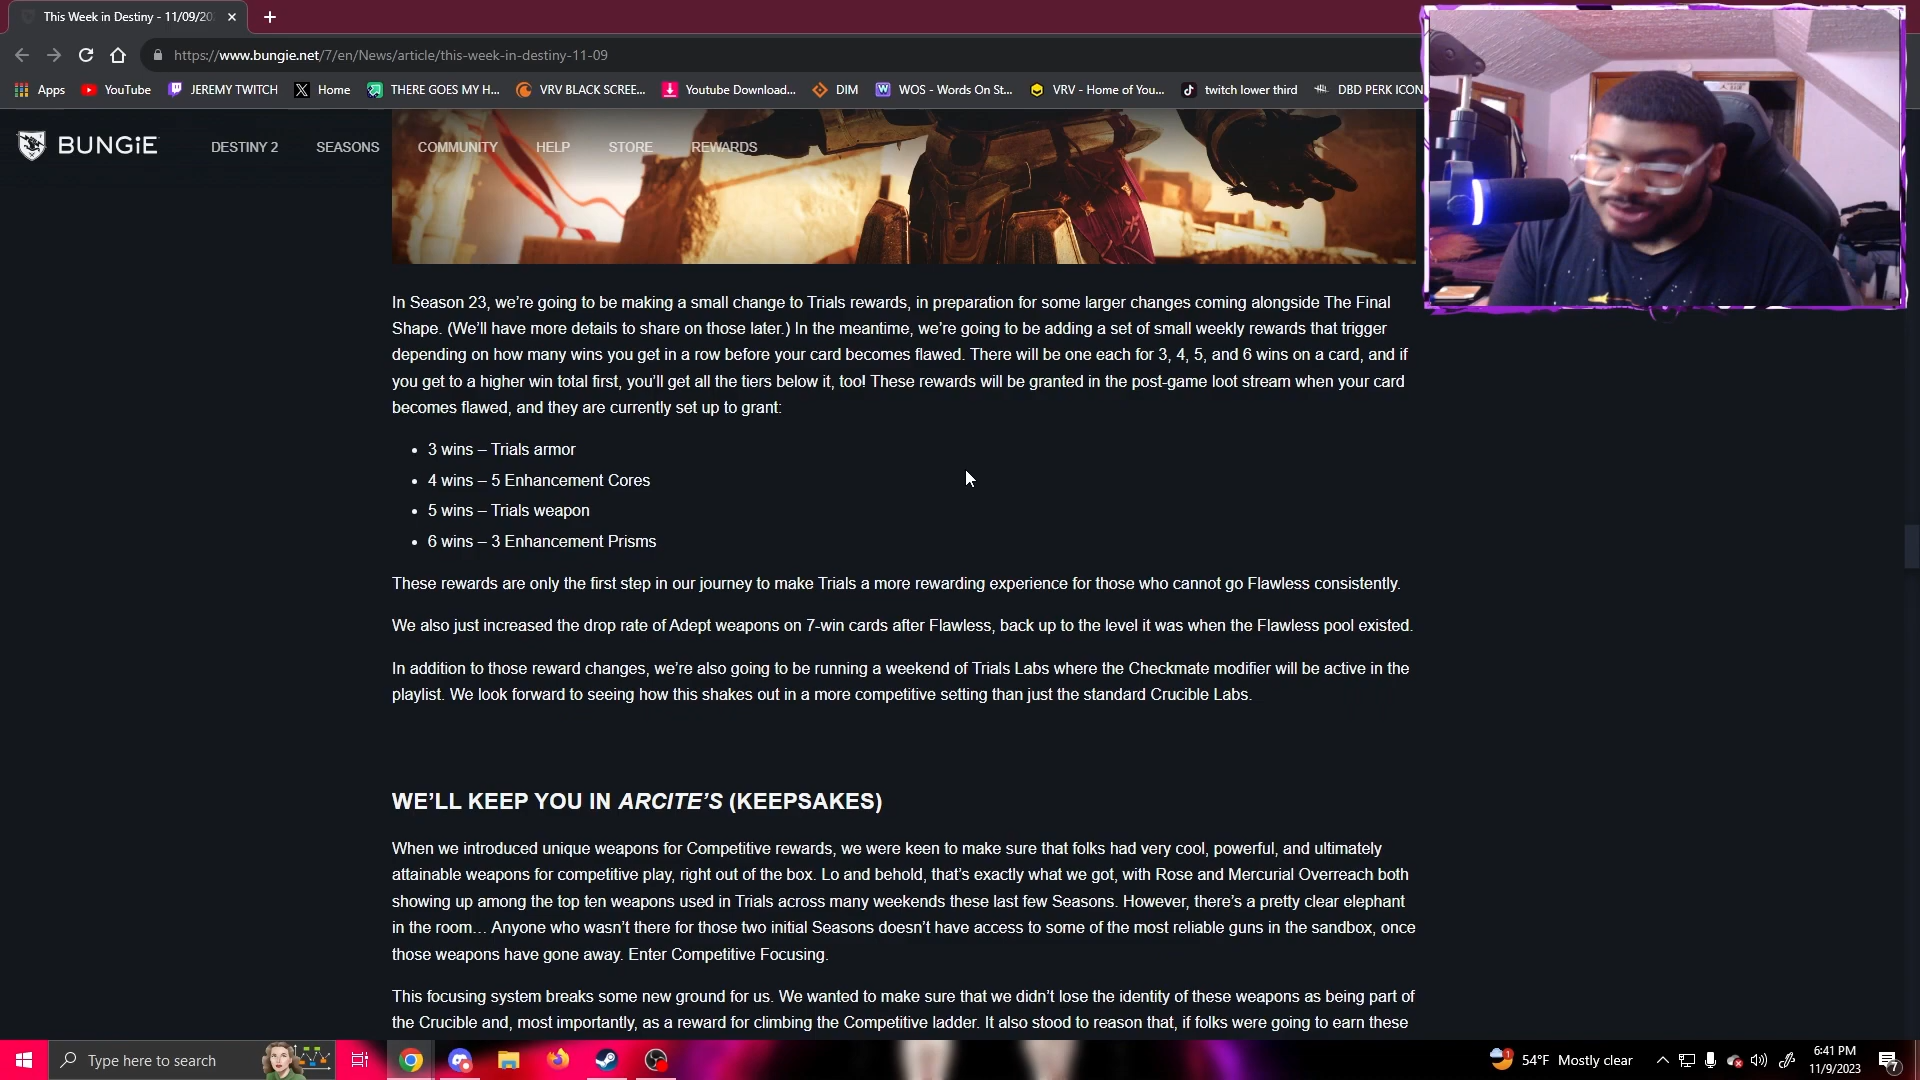 This Week in Destiny - 11/09/20
https://www.bungie.net/7/en/News/article/this-week-in-destiny-11-09
Apps YouTube JEREMY TWITCH Home THERE GOES MY H... VRV BLACK SCREE... Youtube Download... DIM WOS - Words On St... VRV - Home of You... twitch lower third DBD PERK ICON
BUNGiE DESTINY 2 SEASONS COMMUNITY HELP STORE REWARDS
In Season 23, we’re going to be making a small change to Trials rewards, in preparation for some larger changes coming alongside The Final
Shape. (We’ll have more details to share on those later.) In the meantime, we’re going to be adding a set of small weekly rewards that trigger
depending on how many wins you get in a row before your card becomes flawed. There will be one each for 3, 4, 5, and 6 wins on a card, and if
you get to a higher win total first, you’ll get all the tiers below it, too! These rewards will be granted in the post-game loot stream when your card
becomes flawed, and they are currently set up to grant:
• 3 wins – Trials armor
• 4 wins – 5 Enhancement Cores
• 5 wins – Trials weapon
• 6 wins – 3 Enhancement Prisms
These rewards are only the first step in our journey to make Trials a more rewarding experience for those who cannot go Flawless consistently.
We also just increased the drop rate of Adept weapons on 7-win cards after Flawless, back up to the level it was when the Flawless pool existed.
In addition to those reward changes, we’re also going to be running a weekend of Trials Labs where the Checkmate modifier will be active in the
playlist. We look forward to seeing how this shakes out in a more competitive setting than just the standard Crucible Labs.
WE’LL KEEP YOU IN ARCITE’S (KEEPSAKES)
When we introduced unique weapons for Competitive rewards, we were keen to make sure that folks had very cool, powerful, and ultimately
attainable weapons for competitive play, right out of the box. Lo and behold, that’s exactly what we got, with Rose and Mercurial Overreach both
showing up among the top ten weapons used in Trials across many weekends these last few Seasons. However, there’s a pretty clear elephant
in the room… Anyone who wasn’t there for those two initial Seasons doesn’t have access to some of the most reliable guns in the sandbox, once
those weapons have gone away. Enter Competitive Focusing.
This focusing system breaks some new ground for us. We wanted to make sure that we didn’t lose the identity of these weapons as being part of
the Crucible and, most importantly, as a reward for climbing the Competitive ladder. It also stood to reason that, if folks were going to earn these
Type here to search
54°F Mostly clear
6:41 PM
11/9/2023
7